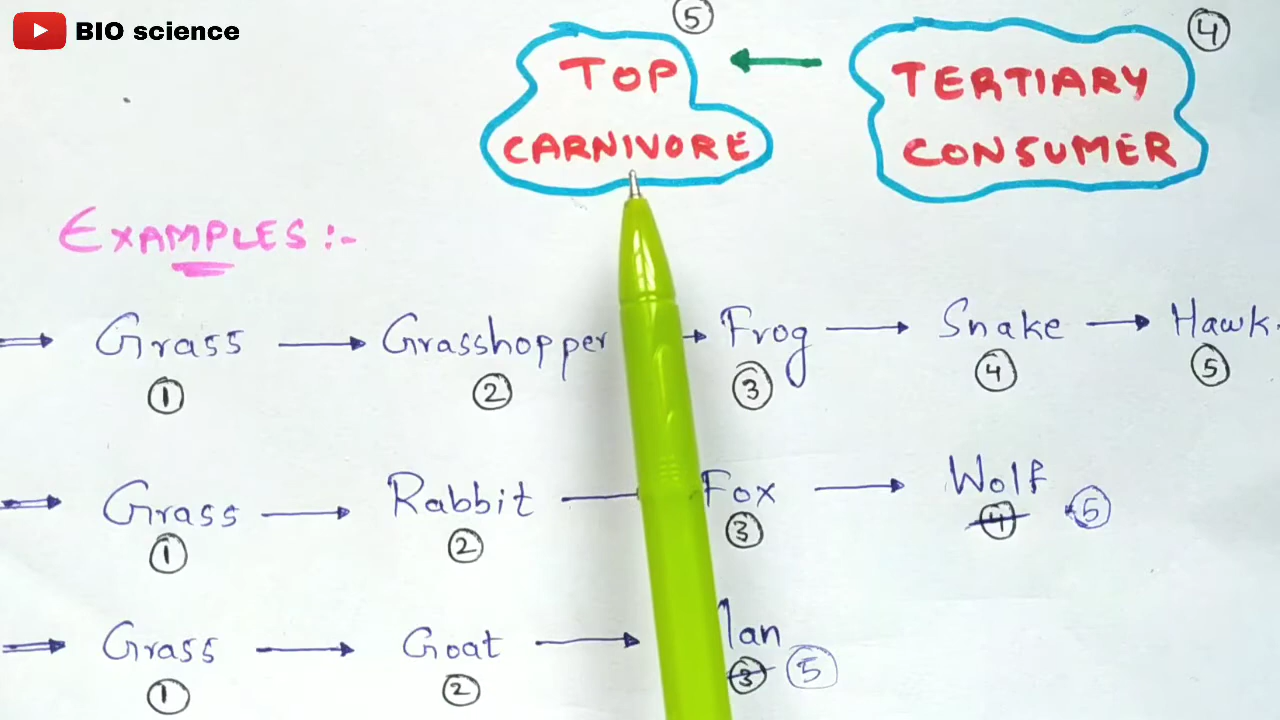 BIO science
5
4
TOP
CARNIVORE
TERTIARY
CONSUMER
EXAMPLES :-
Grass Grasshopper Frog Snake Hawk.
1 2 3 4 5
Grass Rabbit Fox Wolf
1 2 3 4 5
Grass Goat
1 2 3 5